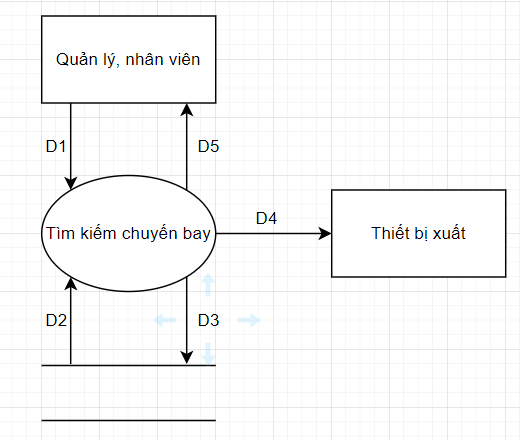 Quản lý, nhân viên
D1
D5
Tìm kiếm chuyến bay
D4
Thiết bị xuất
D2
D3